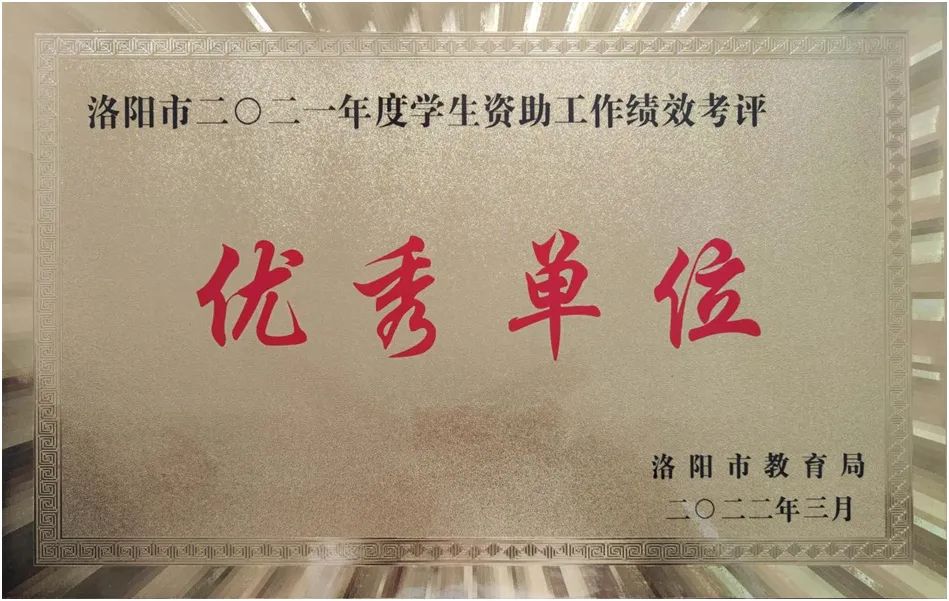 洛阳市二〇二一年度学生资助工作绩效考评
优秀单位
洛阳市教育局
二〇二二年三月